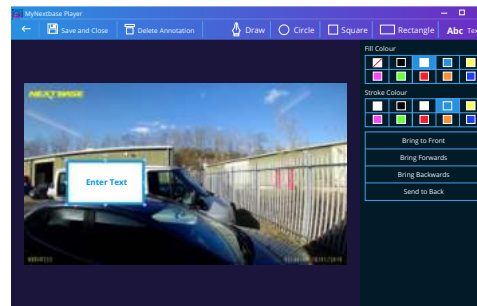 MyNextbase Player
Save and Close
Delete Annotation
Draw
Circle
Square
Rectangle
Abc
Fill Colour
NEXTBASE
Stroke Colour
Bring to Front
Bring Forwards
Bring Backwards
Send to Back
Enter Text